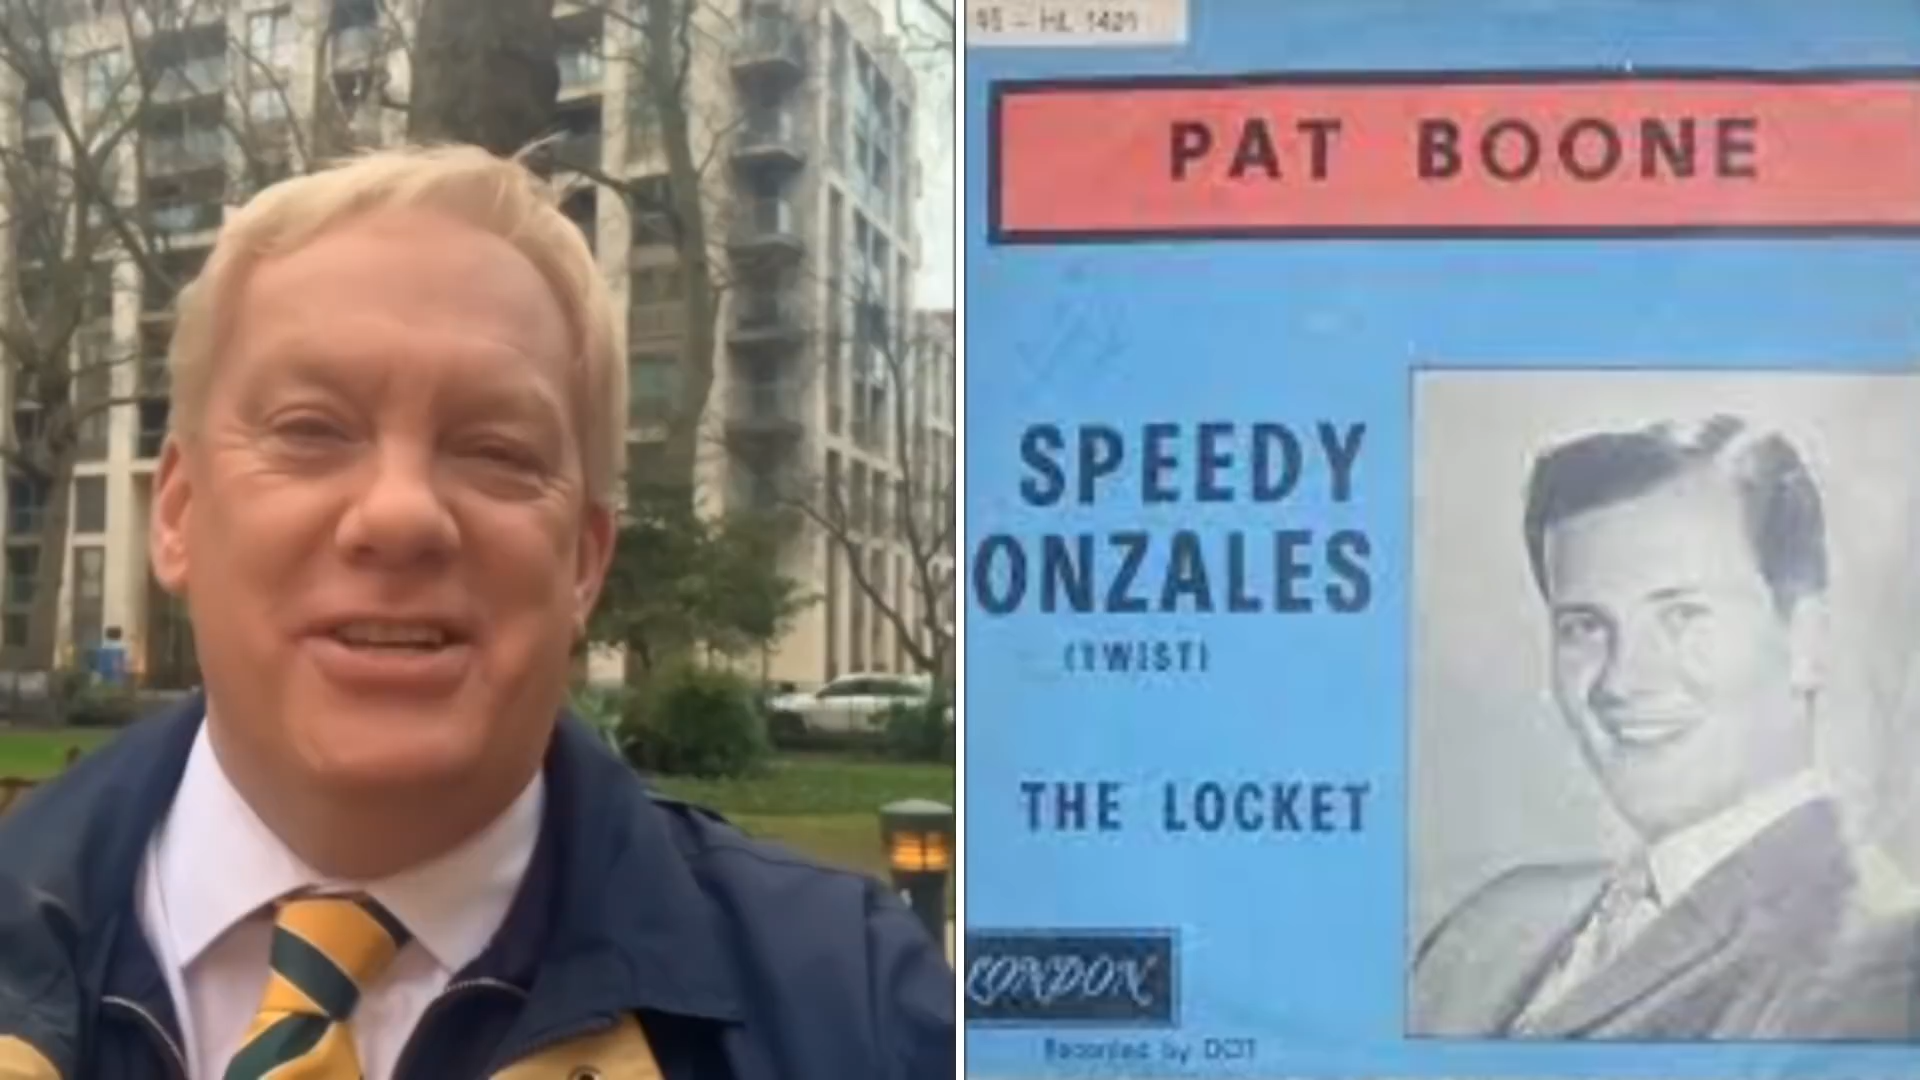 45 - HL 1421
PAT BOONE
SPEEDY
ONZALES
(TWIST)
THE LOCKET
LONDON
Recorded by DOT